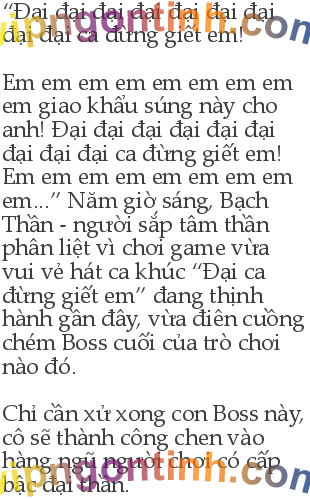 “Đại đại đại đại đại đại đại
đại đại ca đừng giết em!
vipngontinh.com
Em em em em em em em em
em giao khẩu súng này cho
anh! Đại đại đại đại đại đại
đại đại đại ca đừng giết em!
Em em em em em em em em
em...” Năm giờ sáng, Bạch
Thần - người sắp tâm thần
phân liệt vì chơi game vừa
vui vẻ hát ca khúc “Đại ca
đừng giết em” đang thịnh
hành gần đây, vừa điên cuồng
chém Boss cuối của trò chơi
nào đó.
Chỉ cần xử xong con Boss này,
cô sẽ thành công chen vào
hàng ngũ người chơi có cấp
bậc đại thần.
vipngontinh.com